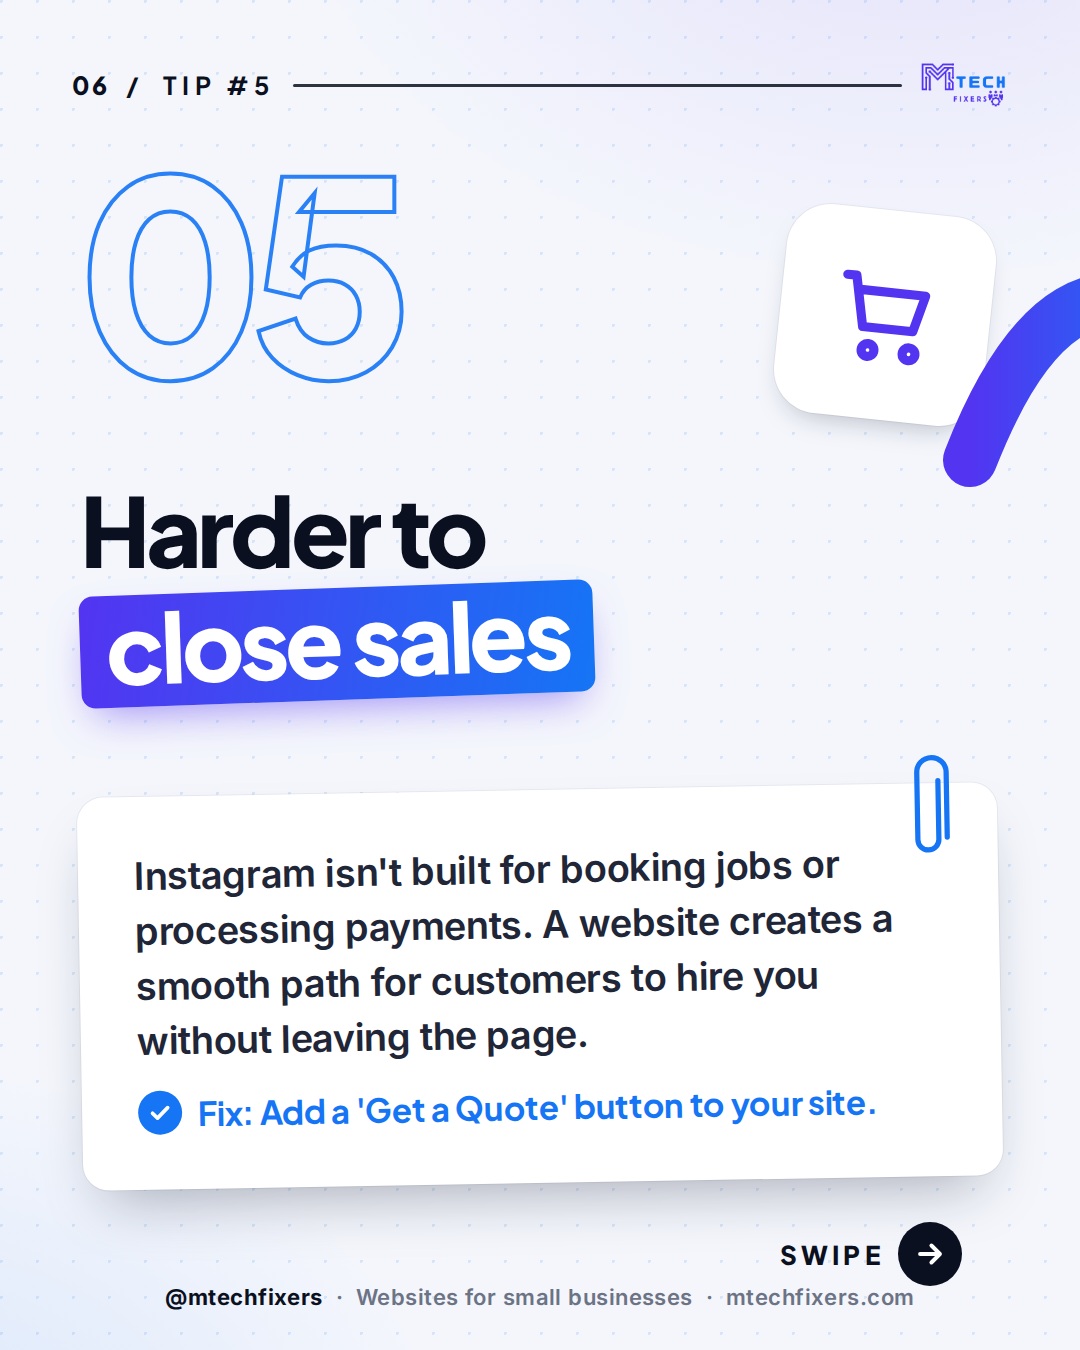 06 / TIP #5
MTECH
FIXERS
05
Harder to
close sales
Instagram isn't built for booking jobs or
processing payments. A website creates a
smooth path for customers to hire you
without leaving the page.
Fix: Add a 'Get a Quote' button to your site.
SWIPE
@mtechfixers · Websites for small businesses · mtechfixers.com